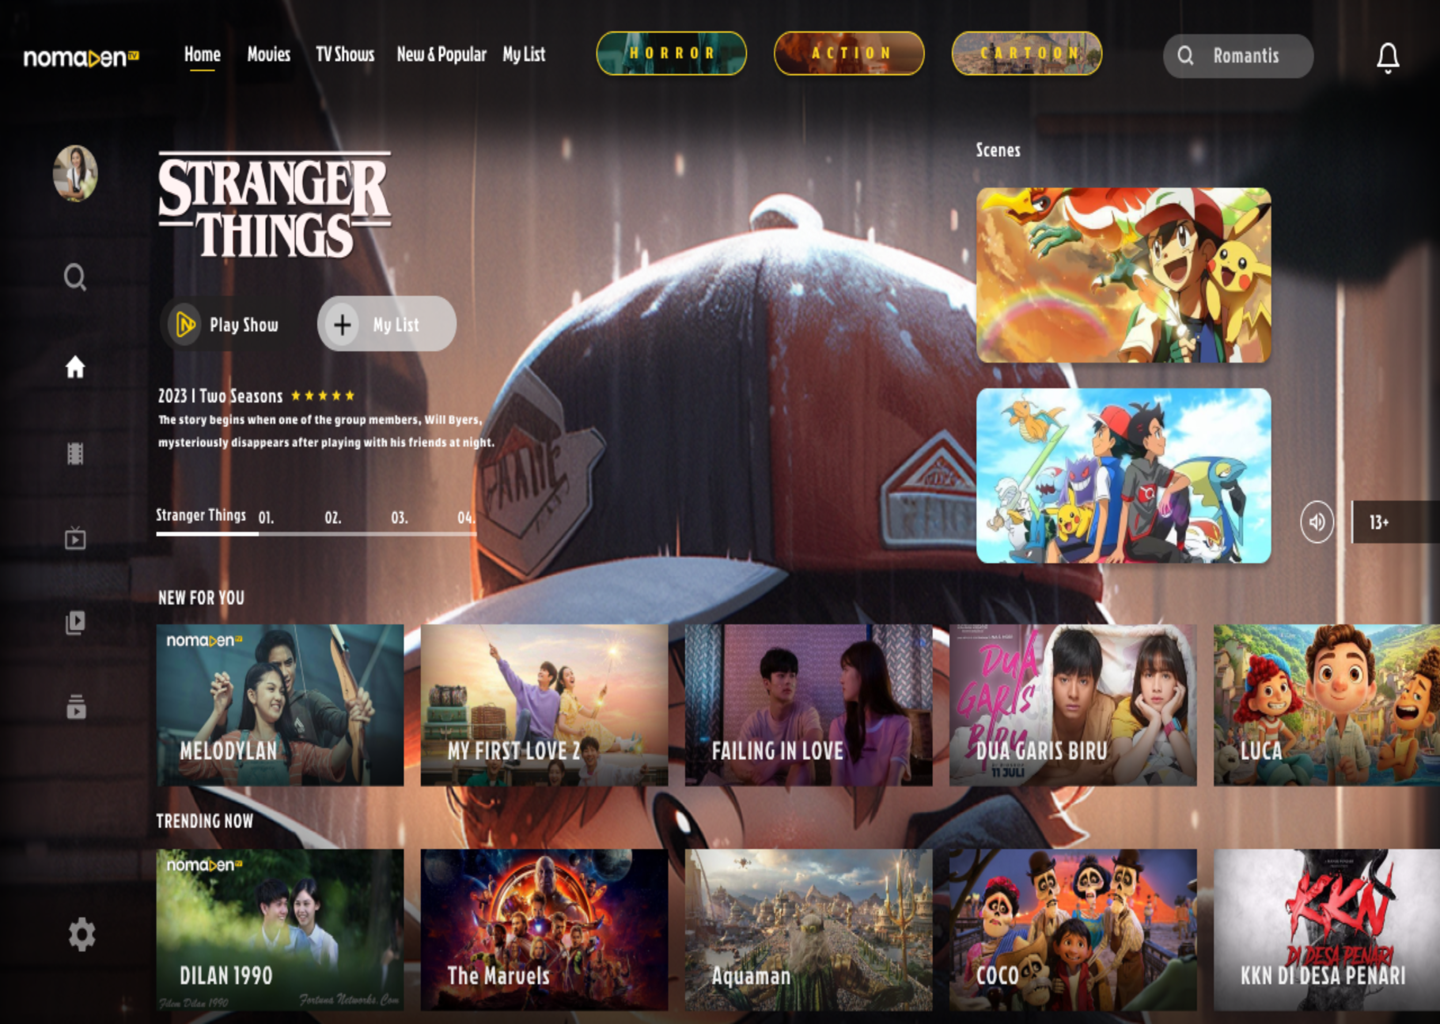 nomaden TV
Home
Movies
TV Shows
New & Popular
My List
HORROR
ACTION
CARTOON
Romantis
STRANGER
THINGS
Play Show
My List
2023 | Two Seasons
The story begins when one of the group members, Will Byers,
mysteriously disappears after playing with his friends at night.
Stranger Things
01.
02.
03.
04.
Scenes
13+
NEW FOR YOU
nomaden TV
MELODYLAN
MY FIRST LOVE 2
FAILING IN LOVE
DUA
GARIS
BIRU
DUA GARIS BIRU
11 JULI
LUCA
TRENDING NOW
nomaden TV
DILAN 1990
Film Dilan 1990
Fortuna Networks.Com
The Marvels
Aquaman
COCO
KKN
DI DESA PENARI
KKN DI DESA PENARI